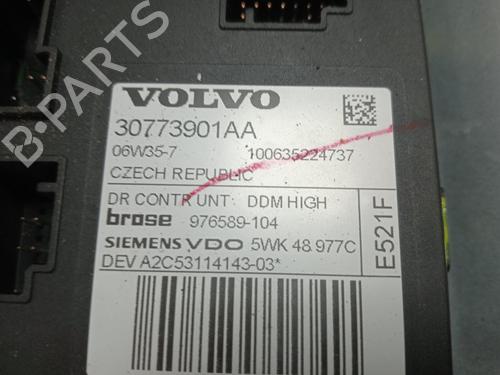 VOLVO
30773901AA
06W35-7 100635224737
CZECH REPUBLIC
DR CONTR UNT DDM HIGH
brose 976589-104
SIEMENS VDO 5WK 48 977C
DEV A2C53114143-03*
E521F
B-PARTS